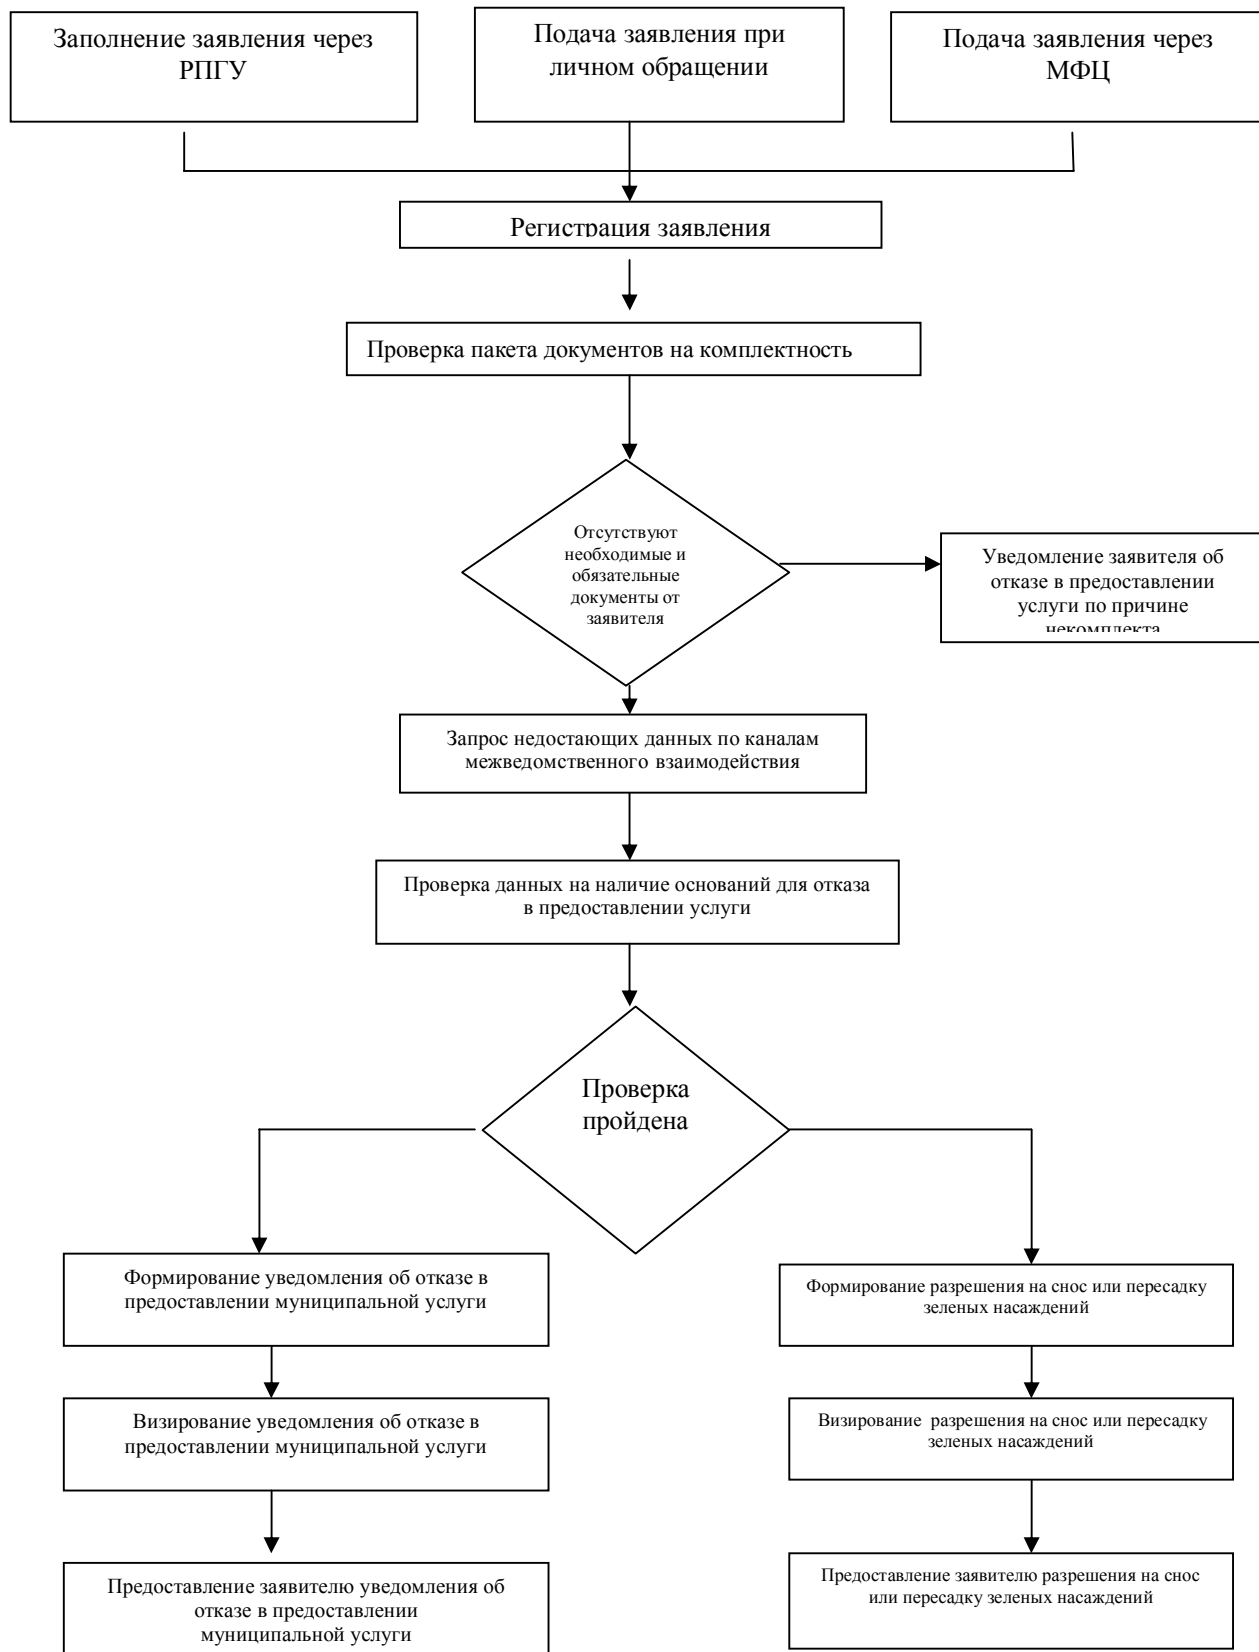 Заполнение заявления через
РПГУ
Подача заявления при
личном обращении
Подача заявления через
МФЦ
Регистрация заявления
Проверка пакета документов на комплектность
Отсутствуют
необходимые и
обязательные
документы от
заявителя
Уведомление заявителя об
отказе в предоставлении
услуги по причине
некомплекта
Запрос недостающих данных по каналам
межведомственного взаимодействия
Проверка данных на наличие оснований для отказа
в предоставлении услуги
Проверка
пройдена
Формирование уведомления об отказе в
предоставлении муниципальной услуги
Формирование разрешения на снос или пересадку
зеленых насаждений
Визирование уведомления об отказе в
предоставлении муниципальной услуги
Визирование разрешения на снос или пересадку
зеленых насаждений
Предоставление заявителю уведомления об
отказе в предоставлении
муниципальной услуги
Предоставление заявителю разрешения на снос
или пересадку зеленых насаждений